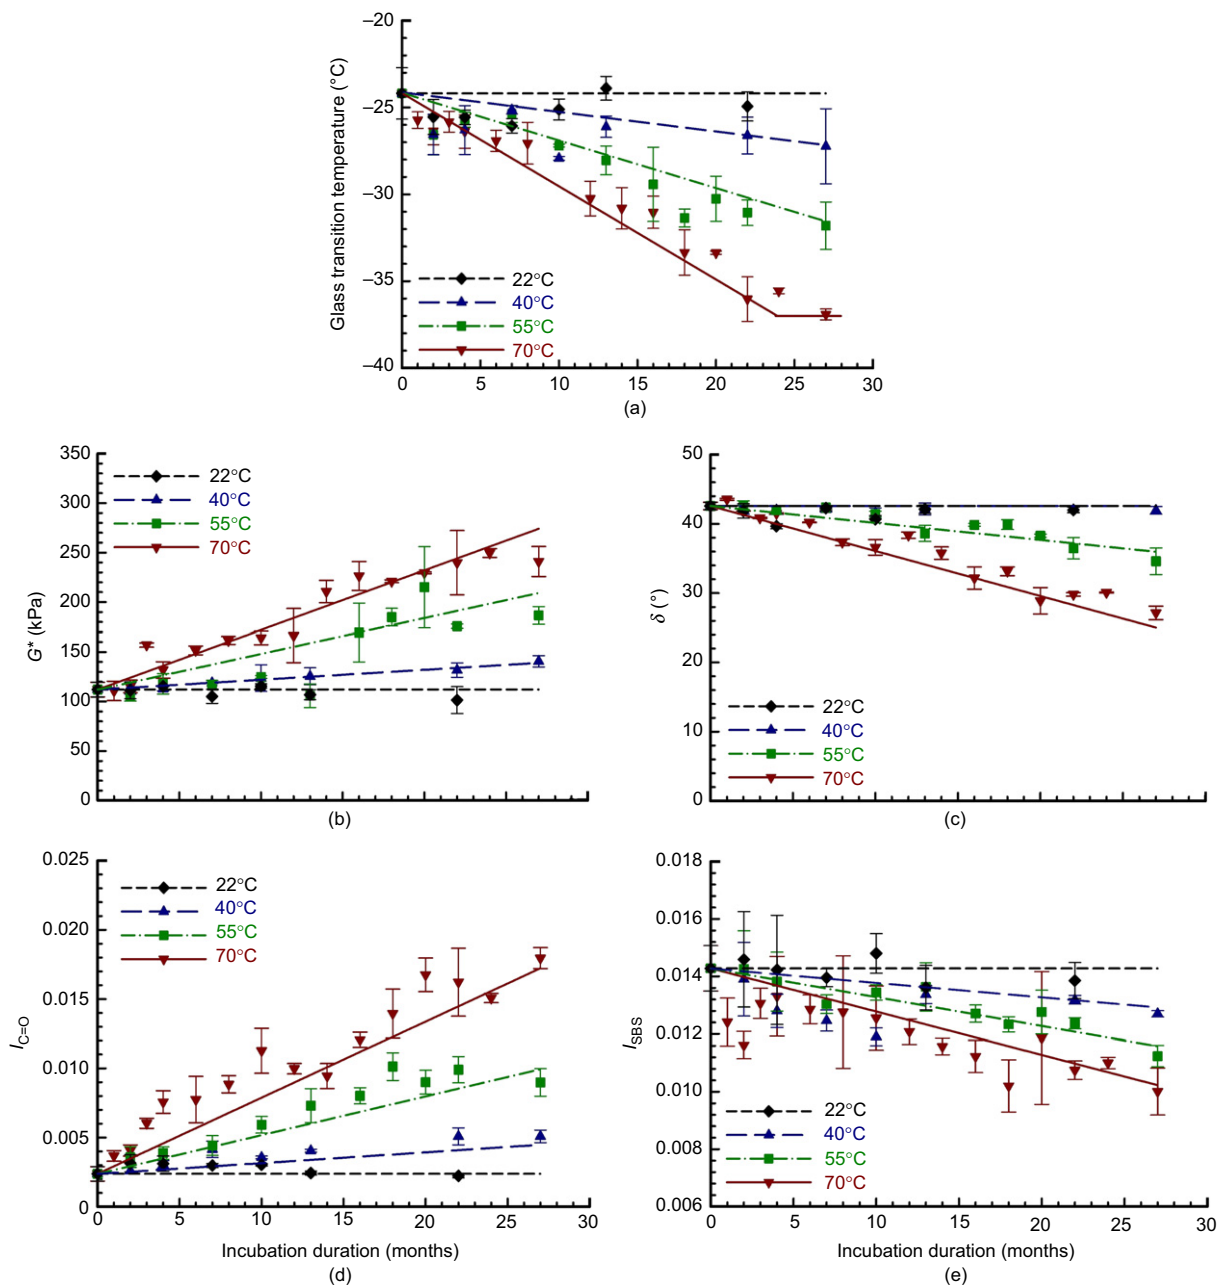 –20
–25
–30
–35
–40
Glass transition temperature (°C)
22°C
40°C
55°C
70°C
0 5 10 15 20 25 30
(a)
350
300
250
200
150
100
50
0
G* (kPa)
22°C
40°C
55°C
70°C
(b)
50
40
30
20
10
0
δ (°)
22°C
40°C
55°C
70°C
(c)
0.025
0.020
0.015
0.010
0.005
0
I_C=O
22°C
40°C
55°C
70°C
0 5 10 15 20 25 30
Incubation duration (months)
(d)
0.018
0.016
0.014
0.012
0.010
0.008
0.006
I_SBS
22°C
40°C
55°C
70°C
0 5 10 15 20 25 30
Incubation duration (months)
(e)